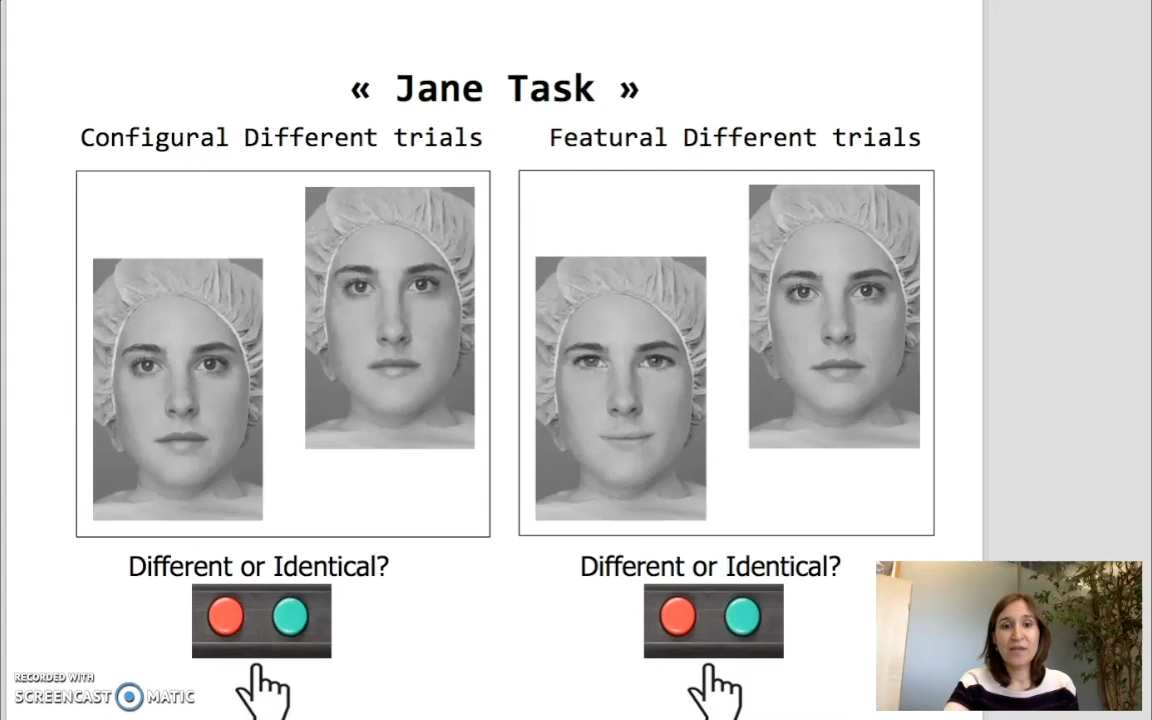 « Jane Task »
Configural Different trials
Featural Different trials
Different or Identical?
Different or Identical?
RECORDED WITH
SCREENCAST MATIC